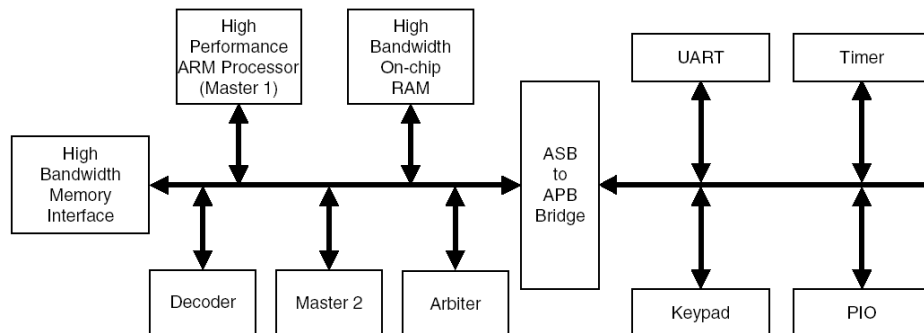 High
Performance
ARM Processor
(Master 1)
High
Bandwidth
On-chip
RAM
UART
Timer
High
Bandwidth
Memory
Interface
ASB
to
APB
Bridge
Decoder
Master 2
Arbiter
Keypad
PIO